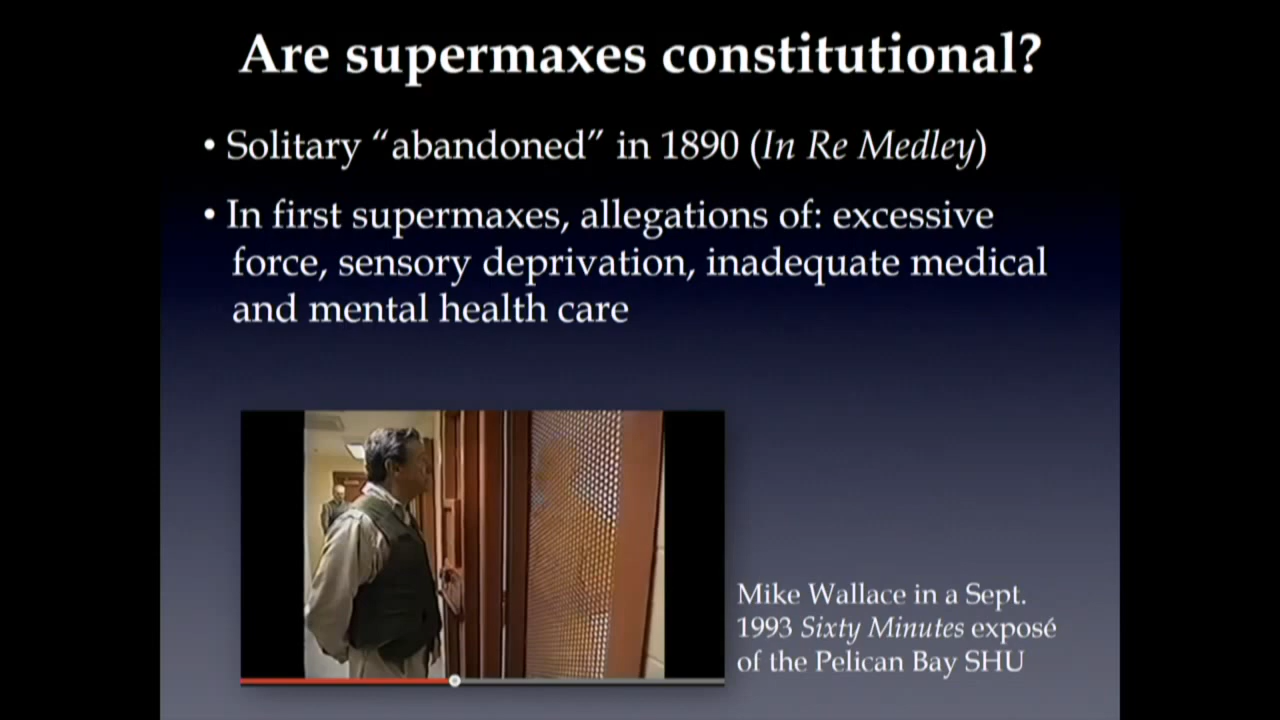 Are supermaxes constitutional?
• Solitary “abandoned” in 1890 (In Re Medley)
• In first supermaxes, allegations of: excessive
force, sensory deprivation, inadequate medical
and mental health care
Mike Wallace in a Sept.
1993 Sixty Minutes exposé
of the Pelican Bay SHU